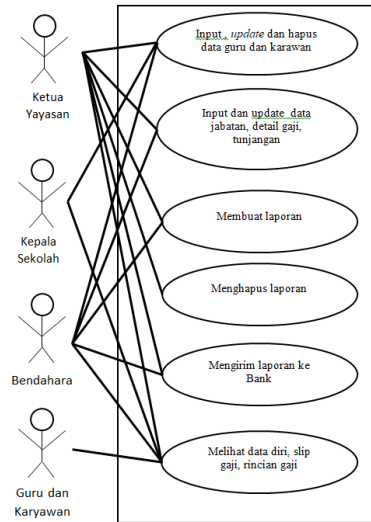 Ketua
Yayasan
Kepala
Sekolah
Bendahara
Guru dan
Karyawan
Input , update dan hapus
data guru dan karawan
Input dan update data
jabatan, detail gaji,
tunjangan
Membuat laporan
Menghapus laporan
Mengirim laporan ke
Bank
Melihat data diri, slip
gaji, rincian gaji